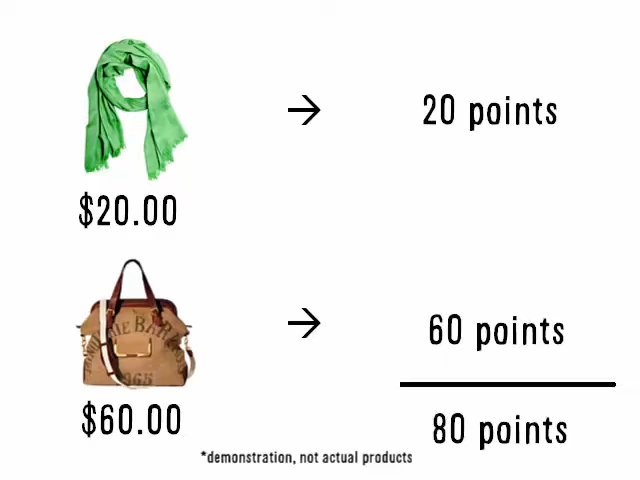 20 points
$20.00
60 points
$60.00
80 points
*demonstration, not actual products